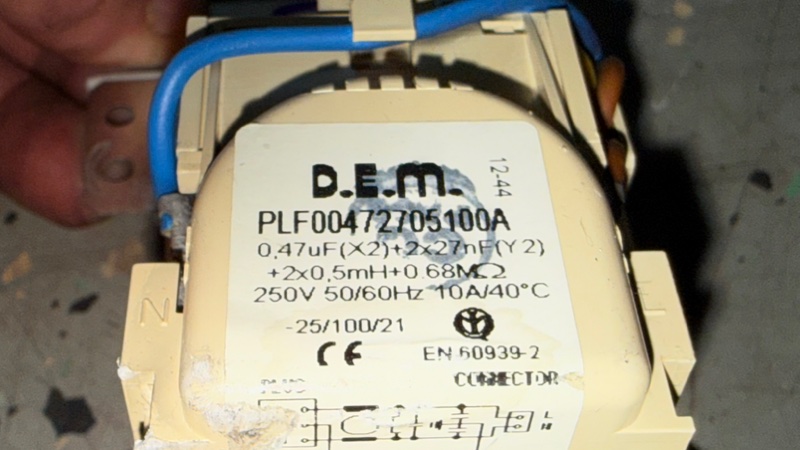 D.E.M.
12-44
PLF00472705100A
0,47uF(X2)+2x27nF(Y2)
+2x0,5mH+0.68MΩ
250V 50/60Hz 10A/40°C
-25/100/21
CE
EN 60939-2
CONNECTOR
N
E